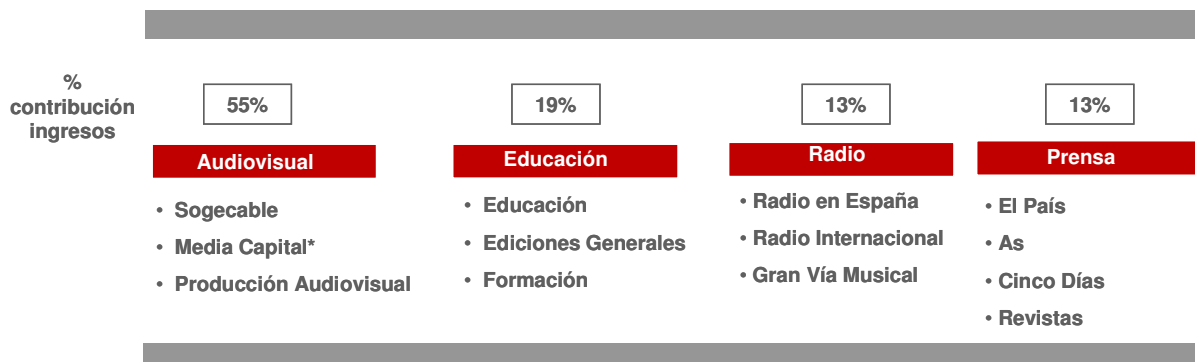 %
contribución
ingresos
55%
19%
13%
13%
Audiovisual
• Sogecable
• Media Capital*
• Producción Audiovisual
Educación
• Educación
• Ediciones Generales
• Formación
Radio
• Radio en España
• Radio Internacional
• Gran Vía Musical
Prensa
• El País
• As
• Cinco Días
• Revistas